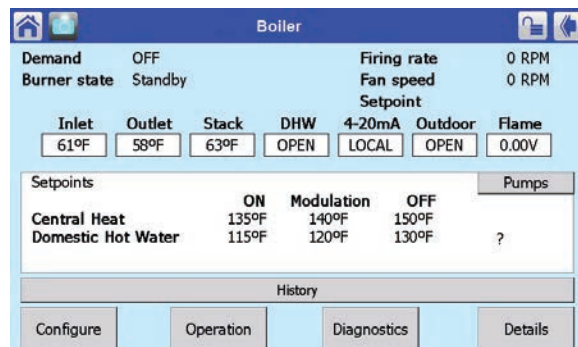 Boiler
Demand OFF Firing rate 0 RPM
Burner state Standby Fan speed 0 RPM
Setpoint
Inlet Outlet Stack DHW 4-20mA Outdoor Flame
61ºF 58ºF 63ºF OPEN LOCAL OPEN 0.00V
Setpoints Pumps
ON Modulation OFF
Central Heat 135ºF 140ºF 150ºF
Domestic Hot Water 115ºF 120ºF 130ºF ?
History
Configure Operation Diagnostics Details